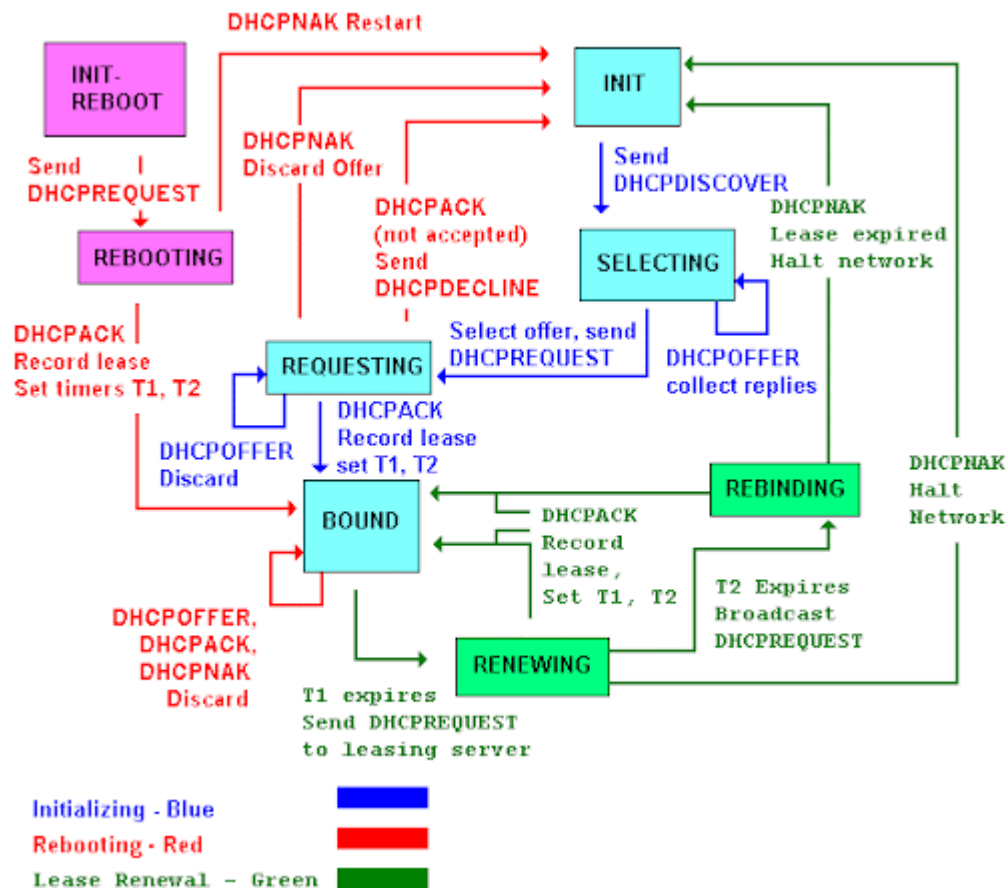 DHCPNAK Restart
INIT-
REBOOT
INIT
DHCPNAK
Discard Offer
Send
DHCPREQUEST
Send
DHCPDISCOVER
DHCPACK
(not accepted)
Send
DHCPDECLINE
DHCPNAK
Lease expired
Halt network
REBOOTING
SELECTING
DHCPACK
Record lease
Set timers T1, T2
Select offer, send
DHCPREQUEST
REQUESTING
DHCPOFFER
collect replies
DHCPACK
Record lease
set T1, T2
DHCPOFFER
Discard
DHCPNAK
Halt
Network
REBINDING
BOUND
DHCPACK
Record
lease,
Set T1, T2
T2 Expires
Broadcast
DHCPREQUEST
DHCPOFFER,
DHCPACK,
DHCPNAK
Discard
RENEWING
T1 expires
Send DHCPREQUEST
to leasing server
Initializing - Blue
Rebooting - Red
Lease Renewal - Green